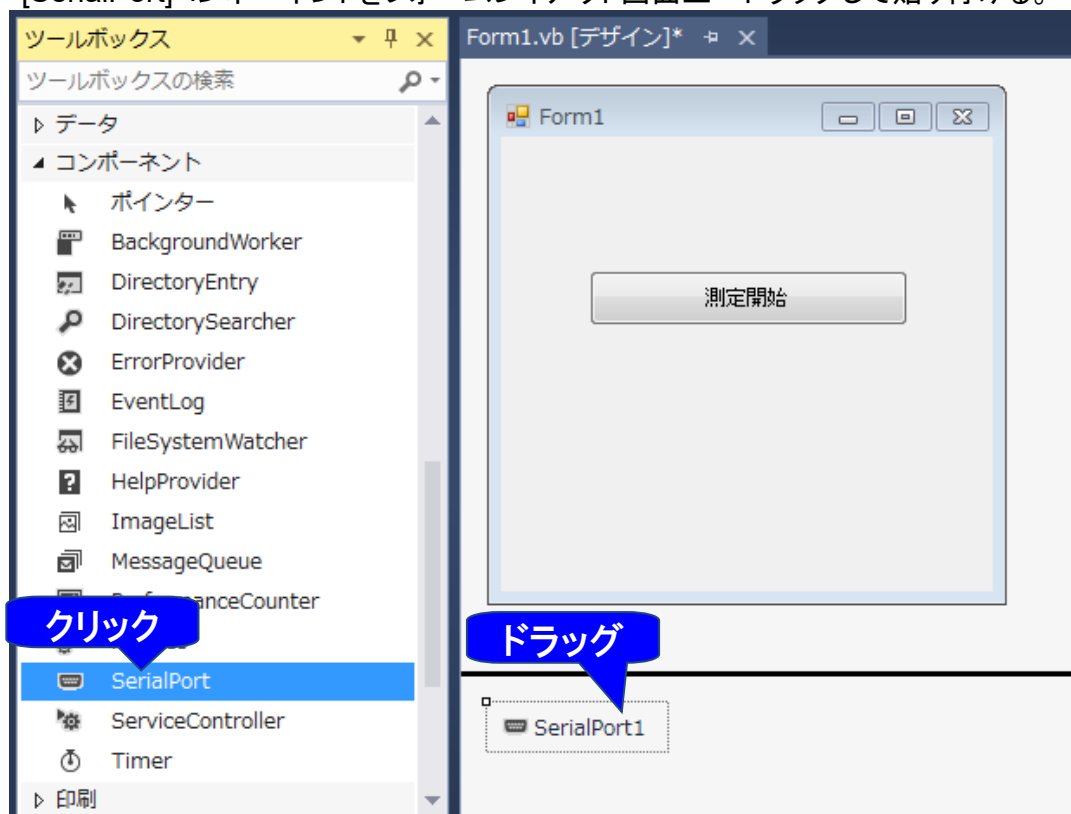 ツールボックス
Form1.vb [デザイン]*
ツールボックスの検索
データ
コンポーネント
ポインター
BackgroundWorker
DirectoryEntry
DirectorySearcher
ErrorProvider
EventLog
FileSystemWatcher
HelpProvider
ImageList
MessageQueue
anceCounter
クリック
SerialPort
ServiceController
Timer
印刷
Form1
測定開始
ドラッグ
SerialPort1